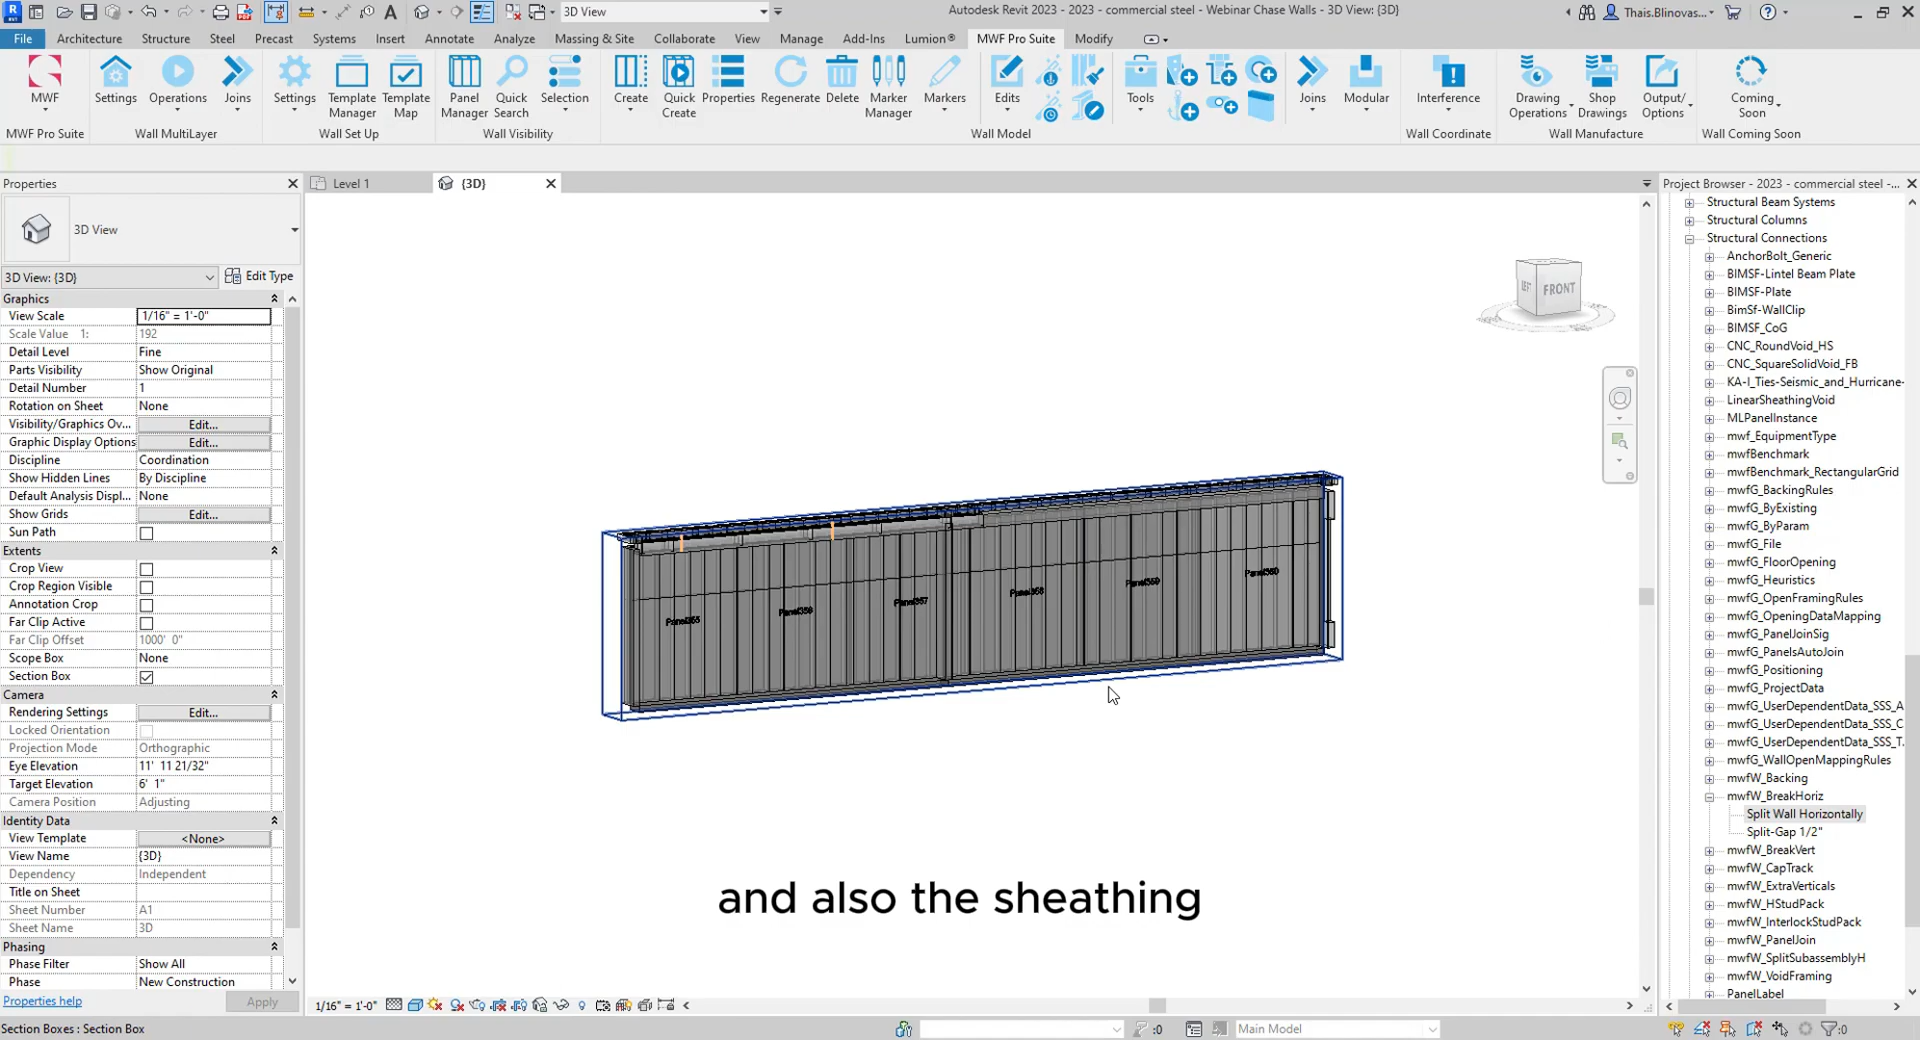 3D View
Autodesk Revit 2023 - 2023 - commercial steel - Webinar Chase Walls - 3D View: {3D}
Thais.Blinovas...
File Architecture Structure Steel Precast Systems Insert Annotate Analyze Massing & Site Collaborate View Manage Add-Ins Lumion® MWF Pro Suite Modify
MWF Settings Operations Joins Settings Template Manager Template Map Panel Manager Quick Search Selection Create Quick Create Properties Regenerate Delete Marker Manager Markers Edits Tools Joins Modular Interference Drawing Operations Shop Drawings Output/ Options Coming Soon
MWF Pro Suite Wall MultiLayer Wall Set Up Wall Visibility Wall Model Wall Coordinate Wall Manufacture Wall Coming Soon
Properties
3D View
3D View: {3D} Edit Type
Graphics
View Scale 1/16" = 1'-0"
Scale Value 1: 192
Detail Level Fine
Parts Visibility Show Original
Detail Number 1
Rotation on Sheet None
Visibility/Graphics Ov... Edit...
Graphic Display Options Edit...
Discipline Coordination
Show Hidden Lines By Discipline
Default Analysis Displ... None
Show Grids Edit...
Sun Path
Extents
Crop View
Crop Region Visible
Annotation Crop
Far Clip Active
Far Clip Offset 1000' 0"
Scope Box None
Section Box
Camera
Rendering Settings Edit...
Locked Orientation
Projection Mode Orthographic
Eye Elevation 11' 11 21/32"
Target Elevation 6' 1"
Camera Position Adjusting
Identity Data
View Template <None>
View Name {3D}
Dependency Independent
Title on Sheet
Sheet Number A1
Sheet Name 3D
Phasing
Phase Filter Show All
Phase New Construction
Properties help Apply
Level 1 {3D}
LEFT FRONT
and also the sheathing
1/16" = 1'-0"
Project Browser - 2023 - commercial steel -...
Structural Beam Systems
Structural Columns
Structural Connections
AnchorBolt_Generic
BIMSF-Lintel Beam Plate
BIMSF-Plate
BimSf-WallClip
BIMSF_CoG
CNC_RoundVoid_HS
CNC_SquareSolidVoid_FB
KA-I_Ties-Seismic_and_Hurricane-
LinearSheathingVoid
MLPanelInstance
mwf_EquipmentType
mwfBenchmark
mwfBenchmark_RectangularGrid
mwfG_BackingRules
mwfG_ByExisting
mwfG_ByParam
mwfG_File
mwfG_FloorOpening
mwfG_Heuristics
mwfG_OpenFramingRules
mwfG_OpeningDataMapping
mwfG_PanelJoinSig
mwfG_PanelsAutoJoin
mwfG_Positioning
mwfG_ProjectData
mwfG_UserDependentData_SSS_A
mwfG_UserDependentData_SSS_C
mwfG_UserDependentData_SSS_T.
mwfG_WallOpenMappingRules
mwfW_Backing
mwfW_BreakHoriz
Split Wall Horizontally
Split-Gap 1/2"
mwfW_BreakVert
mwfW_CapTrack
mwfW_ExtraVerticals
mwfW_HStudPack
mwfW_InterlockStudPack
mwfW_PanelJoin
mwfW_SplitSubassemblyH
mwfW_VoidFraming
PanelLabel
Section Boxes : Section Box
:0 Main Model :0